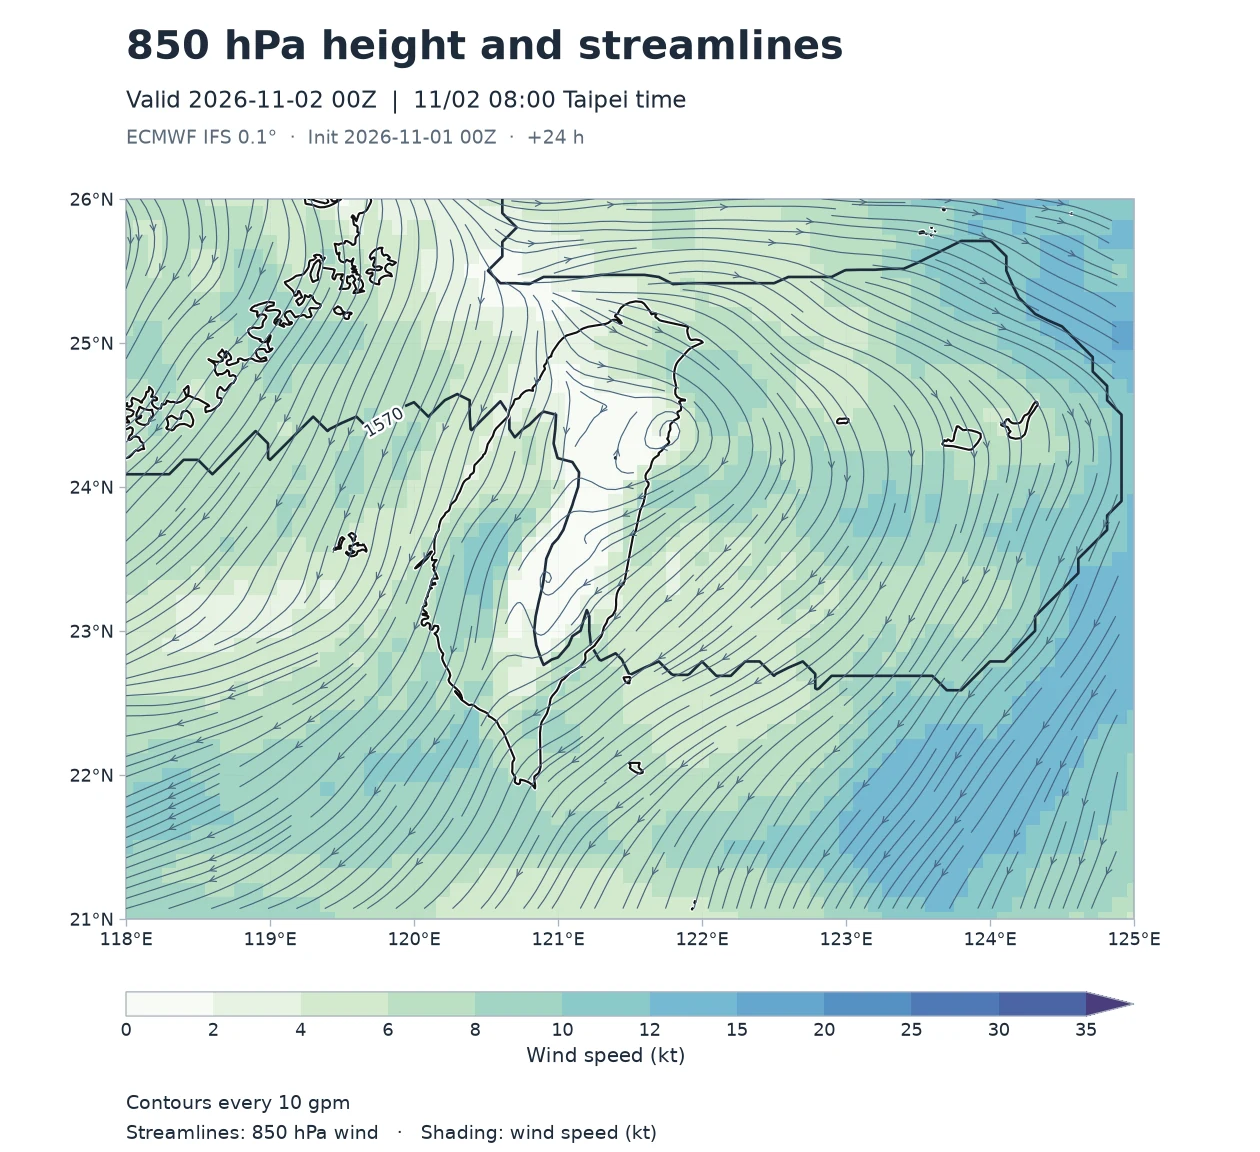 850 hPa height and streamlines
Valid 2026-11-02 00Z | 11/02 08:00 Taipei time
ECMWF IFS 0.1° · Init 2026-11-01 00Z · +24 h
26°N
25°N
1570
24°N
23°N
22°N
21°N
118°E 119°E 120°E 121°E 122°E 123°E 124°E 125°E
0 2 4 6 8 10 12 15 20 25 30 35
Wind speed (kt)
Contours every 10 gpm
Streamlines: 850 hPa wind · Shading: wind speed (kt)